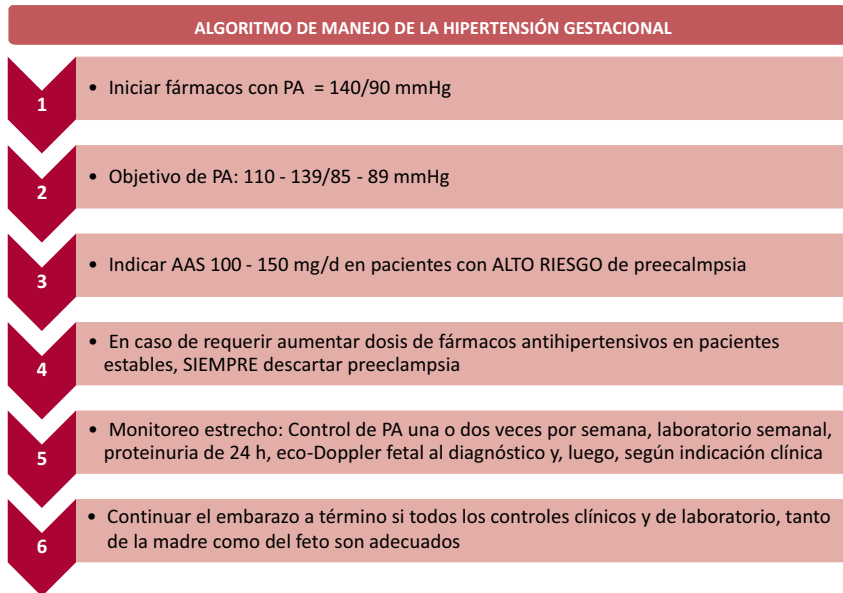 ALGORITMO DE MANEJO DE LA HIPERTENSIÓN GESTACIONAL
1
• Iniciar fármacos con PA = 140/90 mmHg
2
• Objetivo de PA: 110 - 139/85 - 89 mmHg
3
• Indicar AAS 100 - 150 mg/d en pacientes con ALTO RIESGO de preecalmpsia
4
• En caso de requerir aumentar dosis de fármacos antihipertensivos en pacientes
estables, SIEMPRE descartar preeclampsia
5
• Monitoreo estrecho: Control de PA una o dos veces por semana, laboratorio semanal,
proteinuria de 24 h, eco-Doppler fetal al diagnóstico y, luego, según indicación clínica
6
• Continuar el embarazo a término si todos los controles clínicos y de laboratorio, tanto
de la madre como del feto son adecuados